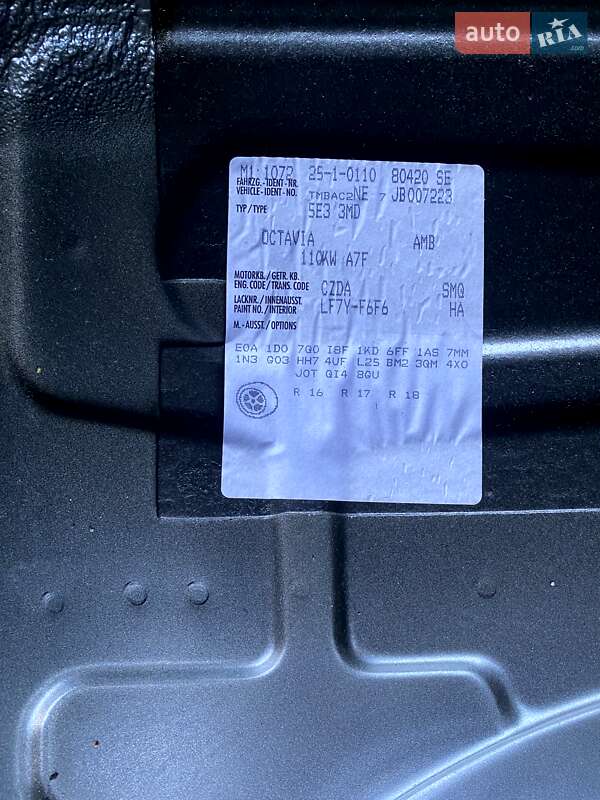 auto RIA .com
M1:1072 25-1-0110 80420 SE
FAHRZG.-IDENT-NR.
VEHICLE-IDENT-NO. TMBAC2NE 7 JB007223
TYP/TYPE 5E3 3MD
OCTAVIA AMB
110KW A7F
MOTORKB./GETR. KB.
ENG. CODE/TRANS. CODE CZDA SMQ
LACKNR./INNENAUSST.
PAINT NO./INTERIOR LF7Y-F6F6 HA
M.-AUSST./OPTIONS
E0A 1D0 7G0 I8F 1KD 6FF 1AS 7MM
1N3 G03 HH7 4UF L25 BM2 3QM 4X0
J0T QI4 8GU
R 16 R 17 R 18